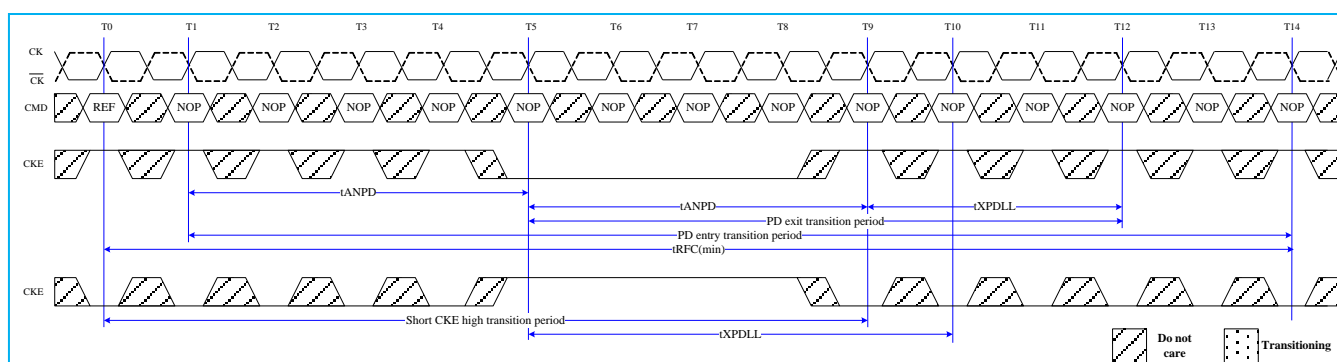 T0 T1 T2 T3 T4 T5 T6 T7 T8 T9 T10 T11 T12 T13 T14
CK
CK
CMD REF NOP NOP NOP NOP NOP NOP NOP NOP NOP NOP NOP NOP NOP NOP
CKE
tANPD
tANPD tXPDLL
PD exit transition period
PD entry transition period
tRFC(min)
CKE
Short CKE high transition period
tXPDLL
Do not care
Transitioning